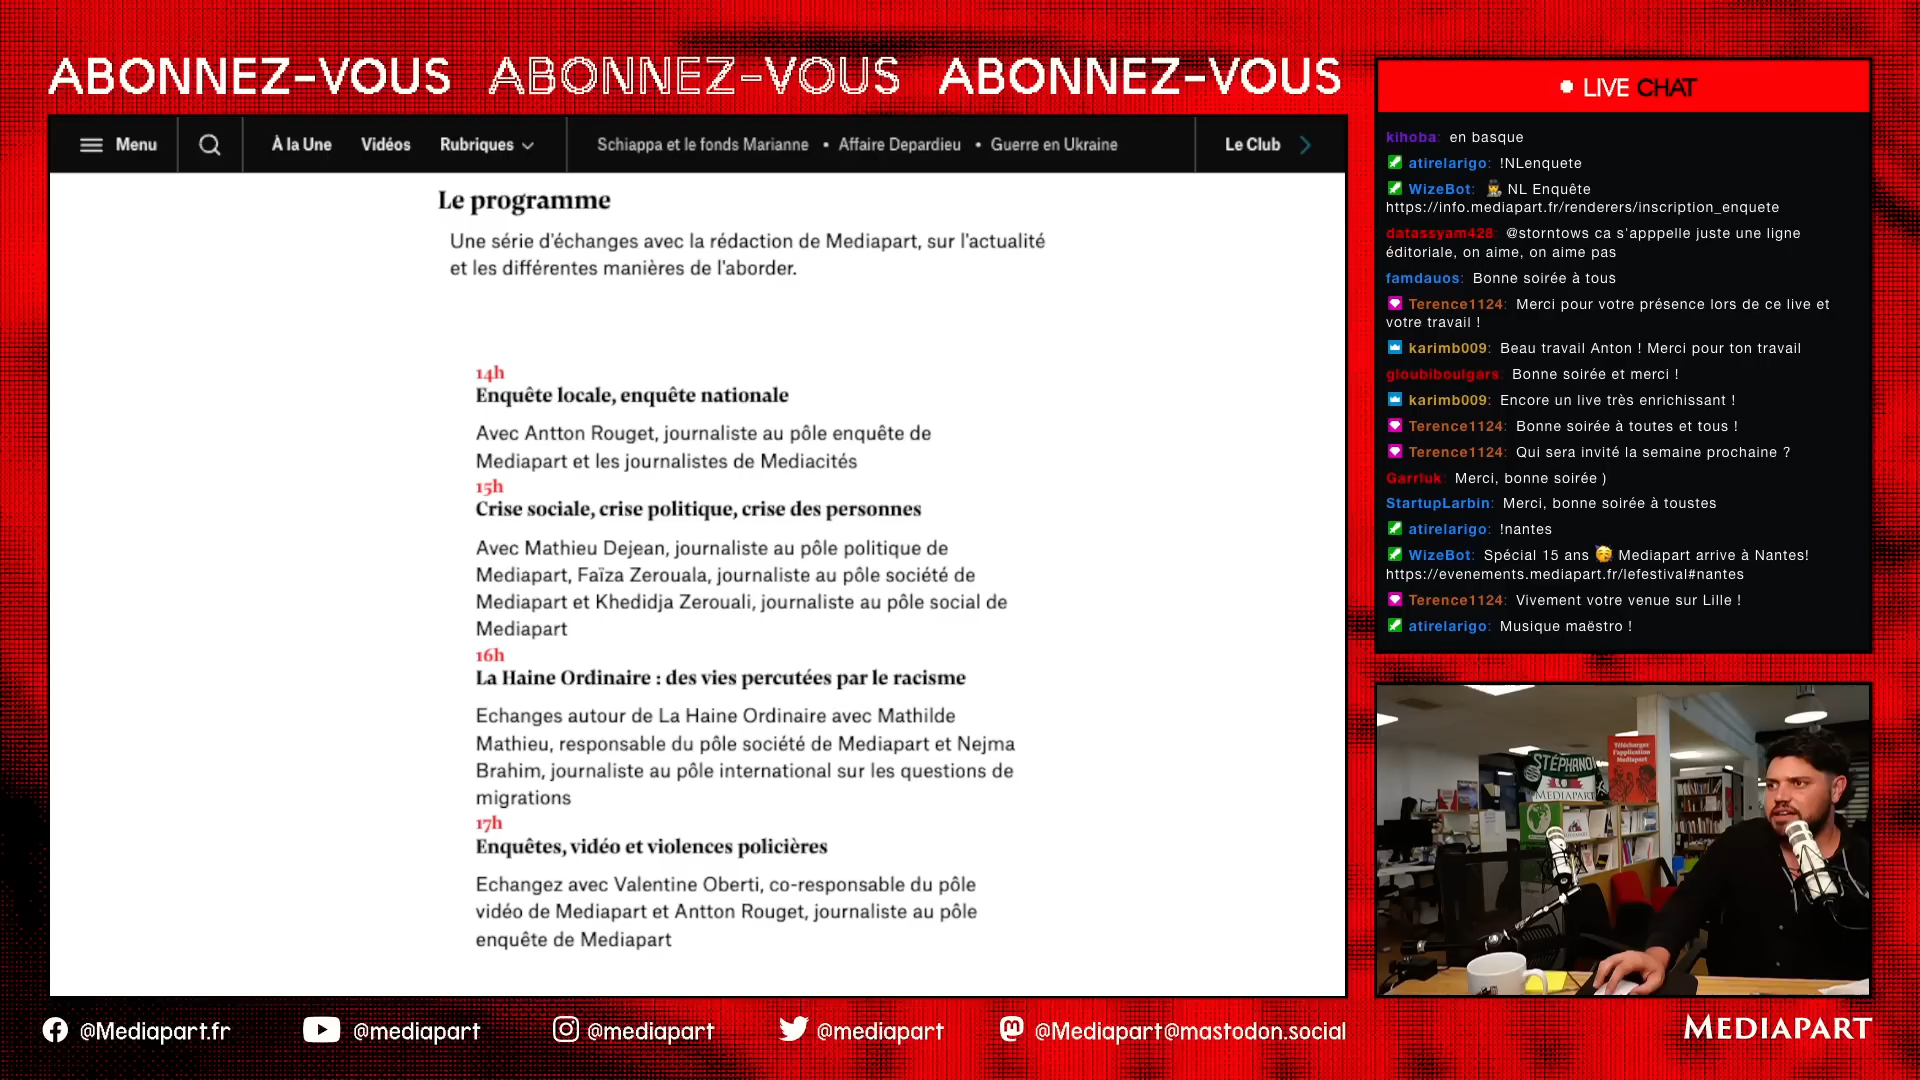 ABONNEZ-VOUS ABONNEZ-VOUS ABONNEZ-VOUS
Menu À la Une Vidéos Rubriques Schiappa et le fonds Marianne • Affaire Depardieu • Guerre en Ukraine Le Club
Le programme
Une série d'échanges avec la rédaction de Mediapart, sur l'actualité
et les différentes manières de l'aborder.
14h
Enquête locale, enquête nationale
Avec Antton Rouget, journaliste au pôle enquête de
Mediapart et les journalistes de Mediacités
15h
Crise sociale, crise politique, crise des personnes
Avec Mathieu Dejean, journaliste au pôle politique de
Mediapart, Faïza Zerouala, journaliste au pôle société de
Mediapart et Khedidja Zerouali, journaliste au pôle social de
Mediapart
16h
La Haine Ordinaire : des vies percutées par le racisme
Echanges autour de La Haine Ordinaire avec Mathilde
Mathieu, responsable du pôle société de Mediapart et Nejma
Brahim, journaliste au pôle international sur les questions de
migrations
17h
Enquêtes, vidéo et violences policières
Echangez avec Valentine Oberti, co-responsable du pôle
vidéo de Mediapart et Antton Rouget, journaliste au pôle
enquête de Mediapart
LIVE CHAT
kihoba: en basque
atirelarigo: !NLenquete
WizeBot: NL Enquête
https://info.mediapart.fr/renderers/inscription_enquete
datassyam428: @storntows ca s'apppelle juste une ligne
éditoriale, on aime, on aime pas
famdauos: Bonne soirée à tous
Terence1124: Merci pour votre présence lors de ce live et
votre travail !
karimb009: Beau travail Anton ! Merci pour ton travail
gloubiboulgars: Bonne soirée et merci !
karimb009: Encore un live très enrichissant !
Terence1124: Bonne soirée à toutes et tous !
Terence1124: Qui sera invité la semaine prochaine ?
Garrluk: Merci, bonne soirée )
StartupLarbin: Merci, bonne soirée à toustes
atirelarigo: !nantes
WizeBot: Spécial 15 ans 🥳 Mediapart arrive à Nantes!
https://evenements.mediapart.fr/lefestival#nantes
Terence1124: Vivement votre venue sur Lille !
atirelarigo: Musique maëstro !
Télécharger
l'application
Mediapart
STÉPHANOI
MEDIAPART
@Mediapart.fr @mediapart @mediapart @mediapart @Mediapart@mastodon.social MEDIAPART